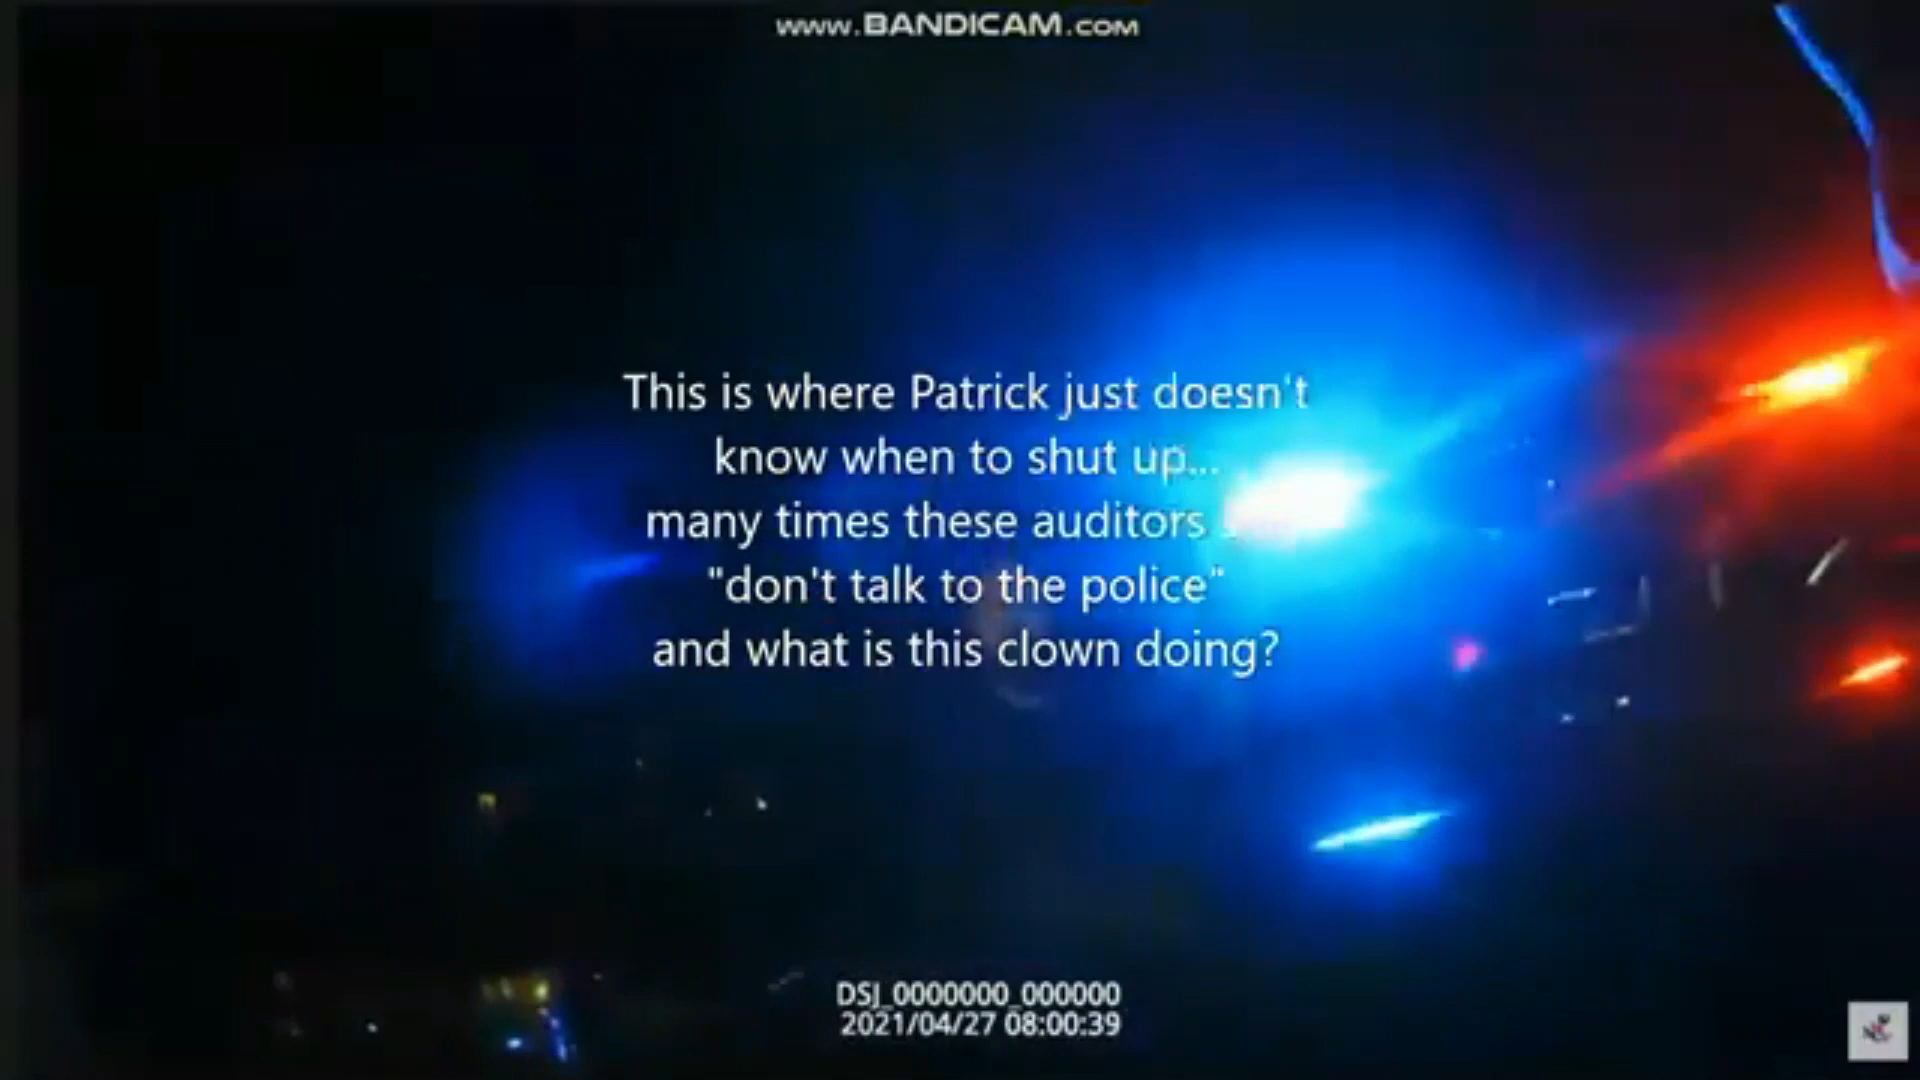 www.BANDICAM.COM
This is where Patrick just doesn't
know when to shut up...
many times these auditors
"don't talk to the police"
and what is this clown doing?
DSJ_0000000_000000
2021/04/27 08:00:39